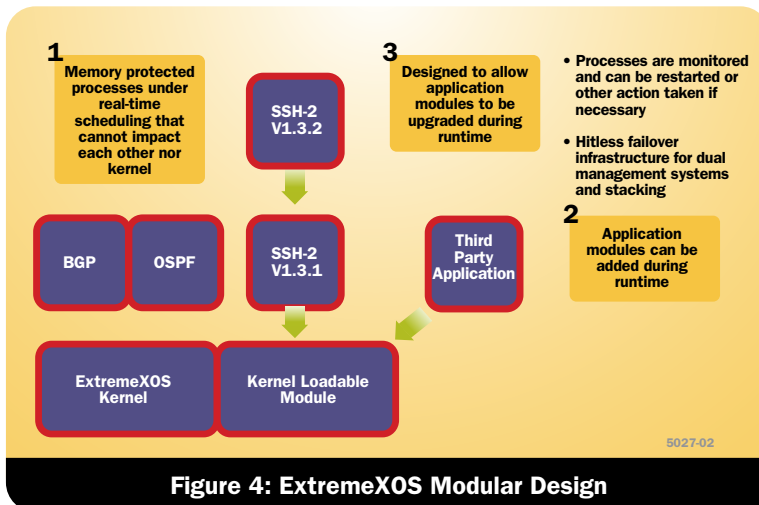 1
Memory protected
processes under
real-time
scheduling that
cannot impact
each other nor
kernel
SSH-2
V1.3.2
3
Designed to allow
application
modules to be
upgraded during
runtime
• Processes are monitored
and can be restarted or
other action taken if
necessary
• Hitless failover
infrastructure for dual
management systems
and stacking
2
Application
modules can be
added during
runtime
BGP
OSPF
SSH-2
V1.3.1
Third
Party
Application
ExtremeXOS
Kernel
Kernel Loadable
Module
5027-02
Figure 4: ExtremeXOS Modular Design